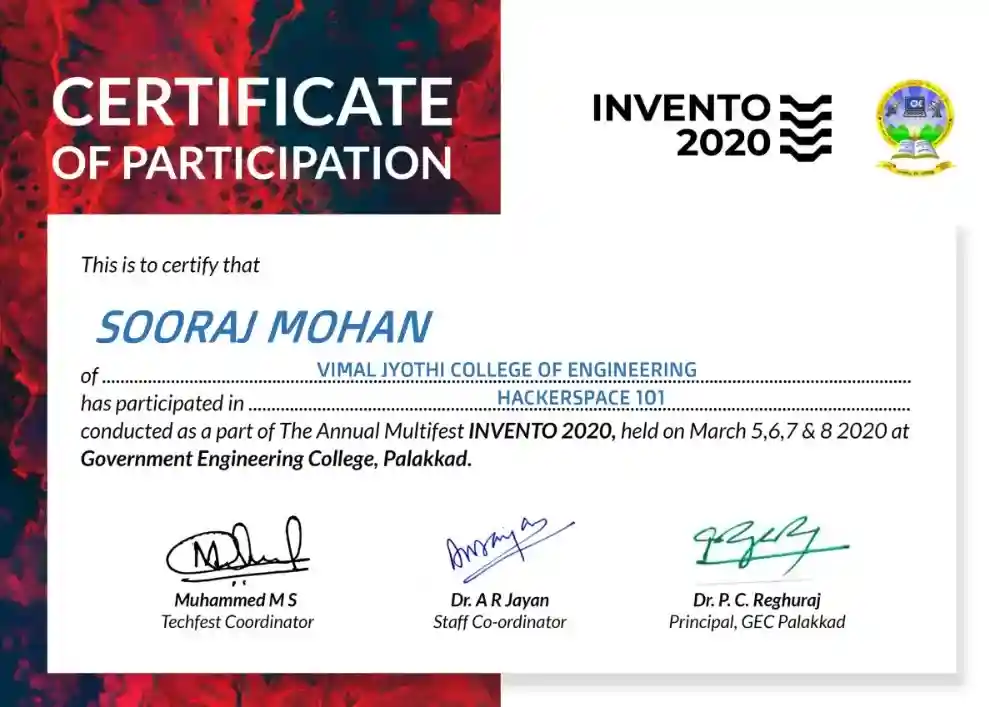 CERTIFICATE
OF PARTICIPATION
INVENTO
2020
This is to certify that
SOORAJ MOHAN
of VIMAL JYOTHI COLLEGE OF ENGINEERING
has participated in HACKERSPACE 101
conducted as a part of The Annual Multifest INVENTO 2020, held on March 5,6,7 & 8 2020 at
Government Engineering College, Palakkad.
Muhammed M S
Techfest Coordinator
Dr. A R Jayan
Staff Co-ordinator
Dr. P. C. Reghuraj
Principal, GEC Palakkad